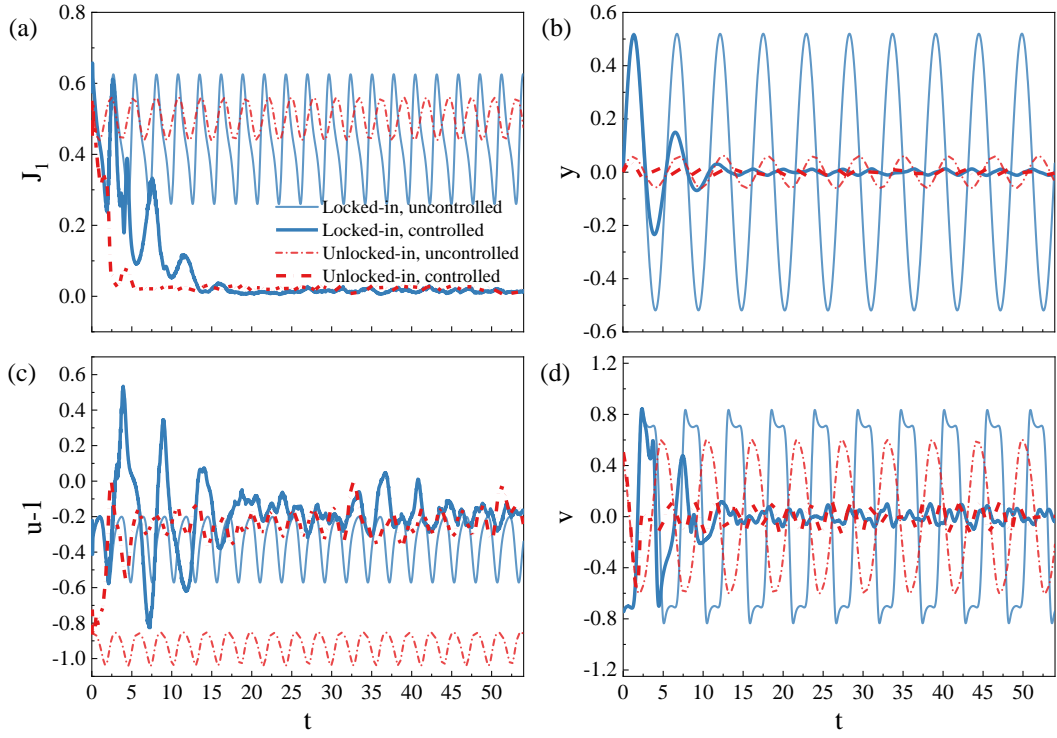 (a)
0.8
0.6
0.4
0.2
0.0
J1
Locked-in, uncontrolled
Locked-in, controlled
Unlocked-in, uncontrolled
Unlocked-in, controlled
(b)
0.6
0.4
0.2
0.0
-0.2
-0.4
-0.6
y
(c)
0.6
0.4
0.2
0.0
-0.2
-0.4
-0.6
-0.8
-1.0
u-1
0 5 10 15 20 25 30 35 40 45 50
t
(d)
1.2
0.8
0.4
0.0
-0.4
-0.8
-1.2
v
0 5 10 15 20 25 30 35 40 45 50
t